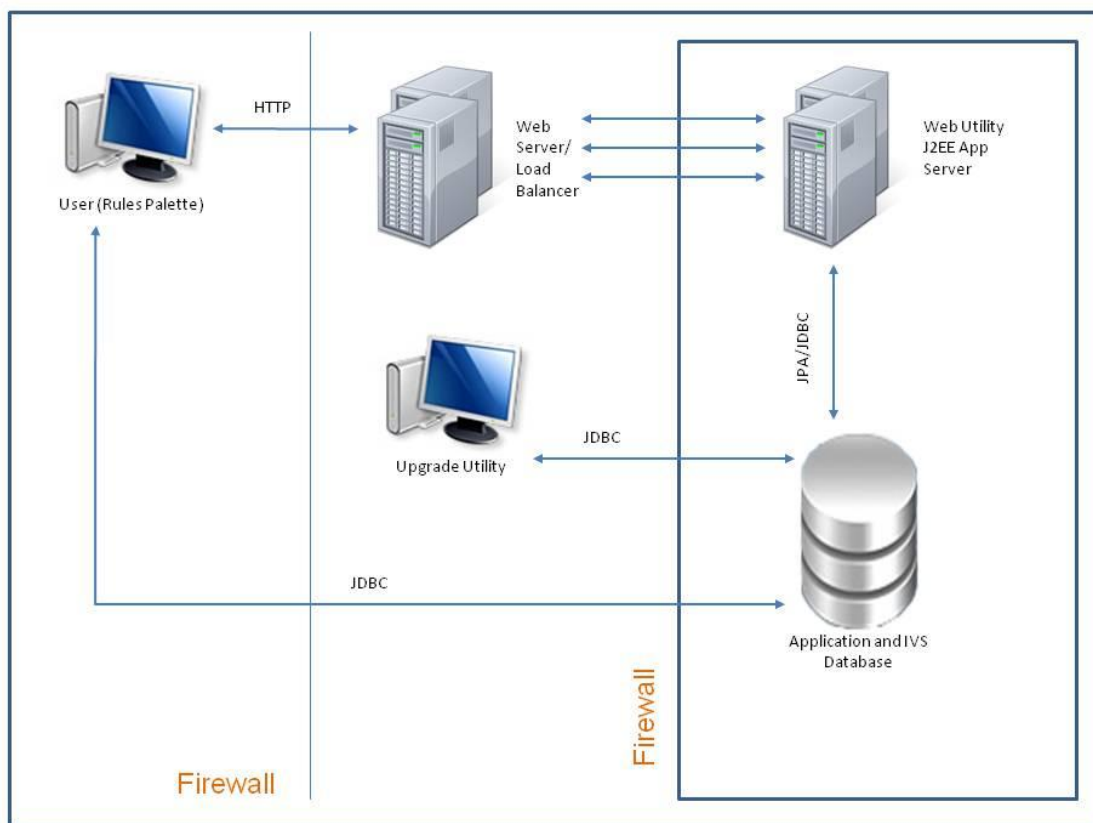 HTTP
User (Rules Palette)
Web
Server/
Load
Balancer
Web Utility
J2EE App
Server
JPA/JDBC
Upgrade Utility
JDBC
JDBC
Application and IVS
Database
Firewall
Firewall